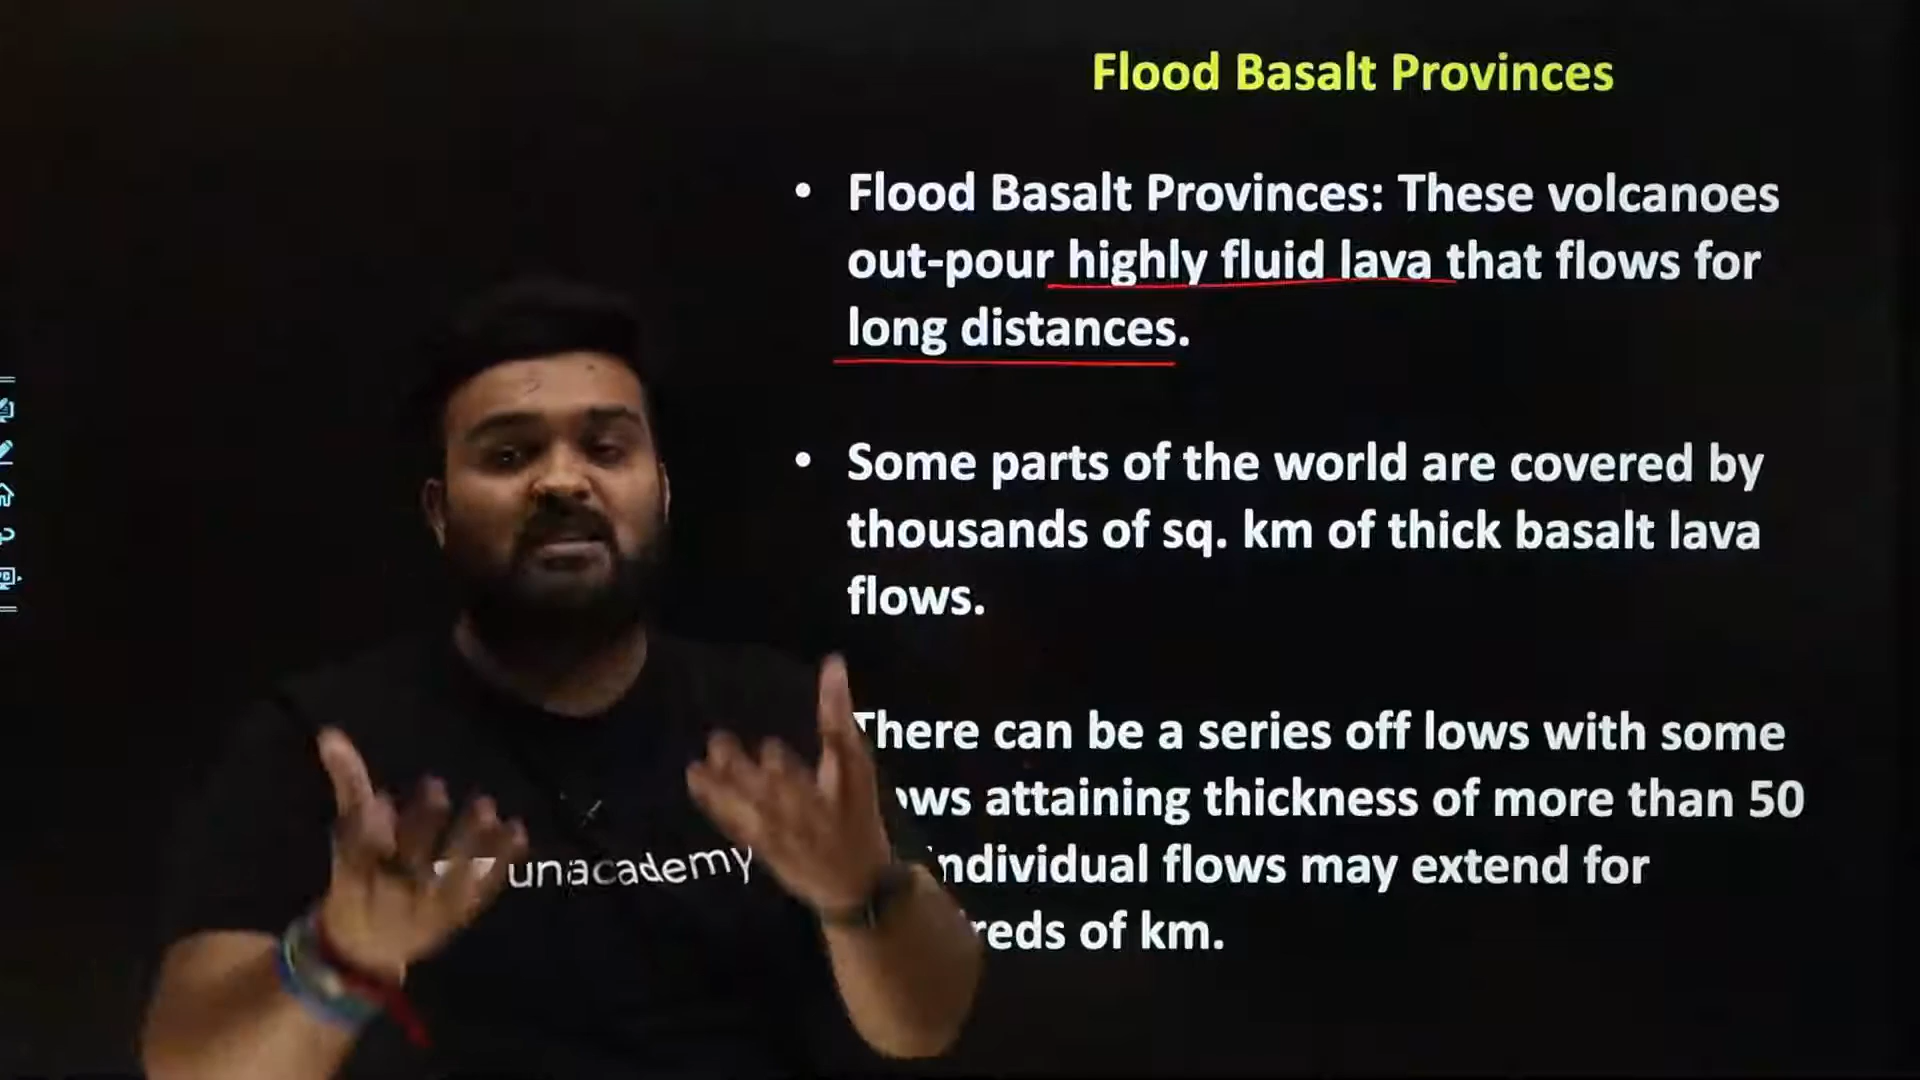 Flood Basalt Provinces
• Flood Basalt Provinces: These volcanoes
out-pour highly fluid lava that flows for
long distances.
• Some parts of the world are covered by
thousands of sq. km of thick basalt lava
flows.
There can be a series off lows with some
attaining thickness of more than 50
individual flows may extend for
of km.
unacademy